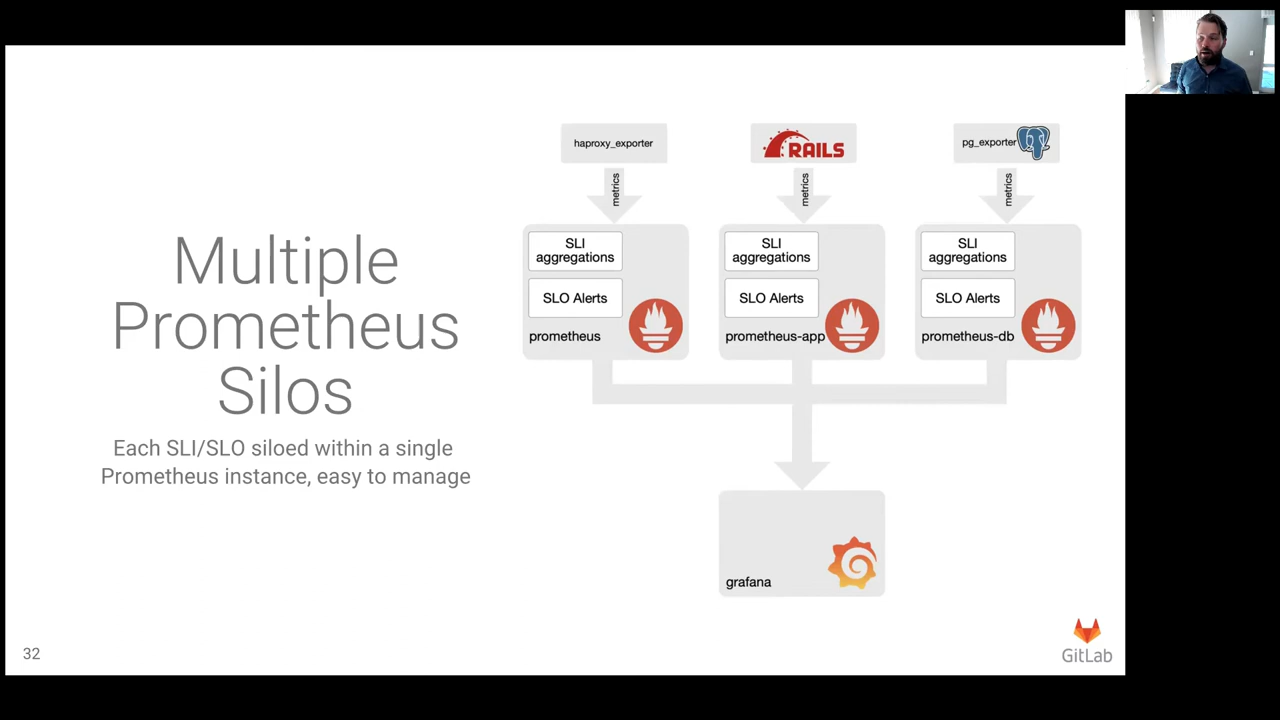 Multiple
Prometheus
Silos
Each SLI/SLO siloed within a single
Prometheus instance, easy to manage
haproxy_exporter
RAILS
pg_exporter
metrics
metrics
metrics
SLI
aggregations
SLO Alerts
prometheus
SLI
aggregations
SLO Alerts
prometheus-app
SLI
aggregations
SLO Alerts
prometheus-db
grafana
32
GitLab